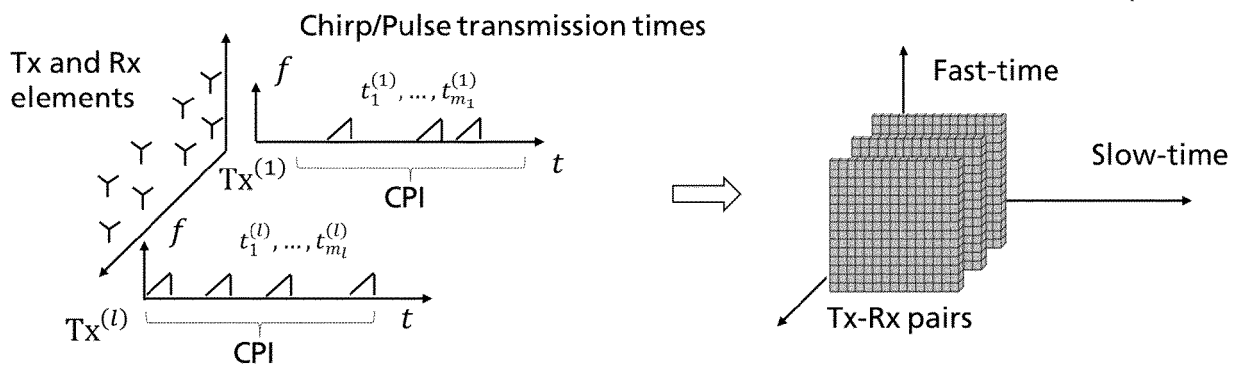 Chirp/Pulse transmission times
Tx and Rx
elements
f
t_1^{(1)}, ..., t_{m_1}^{(1)}
Tx^{(1)}
t
CPI
f
t_1^{(l)}, ..., t_{m_l}^{(l)}
Tx^{(l)}
t
CPI
Fast-time
Slow-time
Tx-Rx pairs